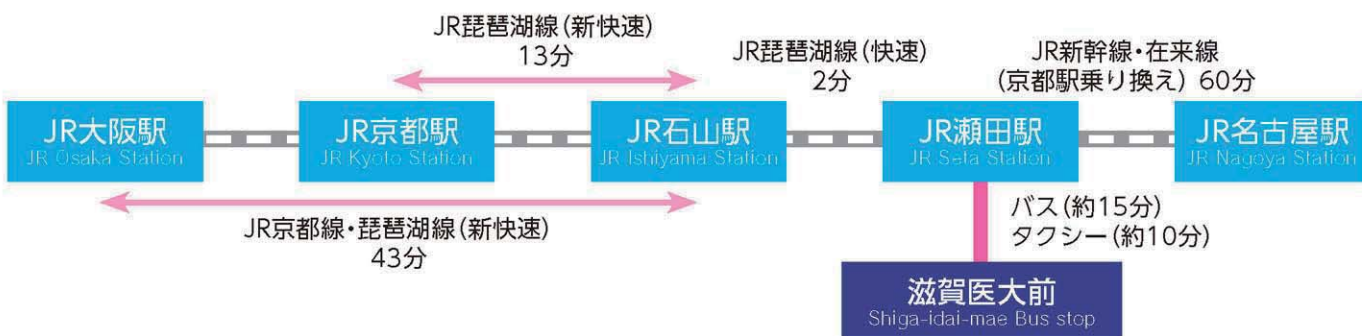 JR琵琶湖線(新快速)
13分
JR琵琶湖線(快速)
2分
JR新幹線・在来線
(京都駅乗り換え) 60分
JR大阪駅
JR Osaka Station
JR京都駅
JR Kyoto Station
JR石山駅
JR Ishiyama Station
JR瀬田駅
JR Seta Station
JR名古屋駅
JR Nagoya Station
JR京都線・琵琶湖線(新快速)
43分
バス(約15分)
タクシー(約10分)
滋賀医大前
Shiga-idai-mae Bus stop